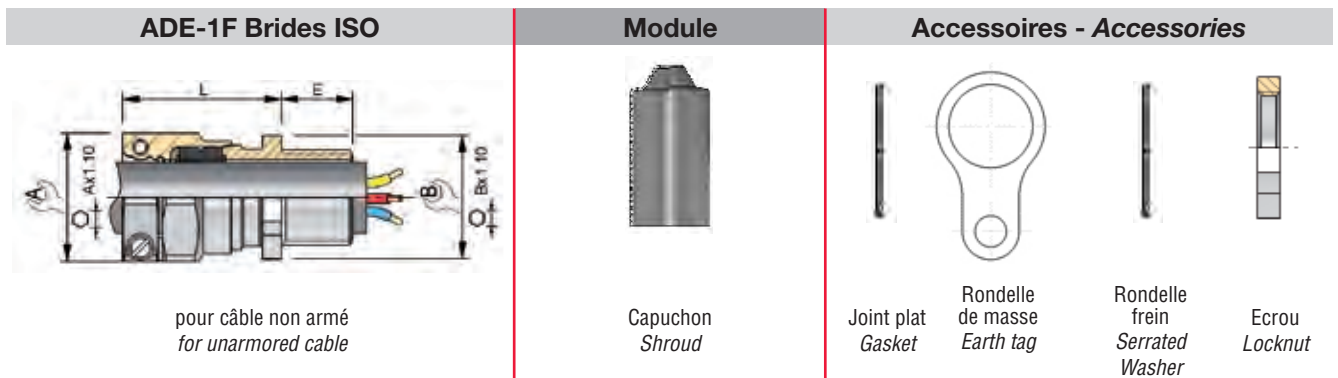 ADE-1F Brides ISO
Module
Accessoires - Accessories
L
E
A
Ax1.10
B
Bx1.10
pour câble non armé
for unarmored cable
Capuchon
Shroud
Joint plat
Gasket
Rondelle
de masse
Earth tag
Rondelle
frein
Serrated
Washer
Ecrou
Locknut